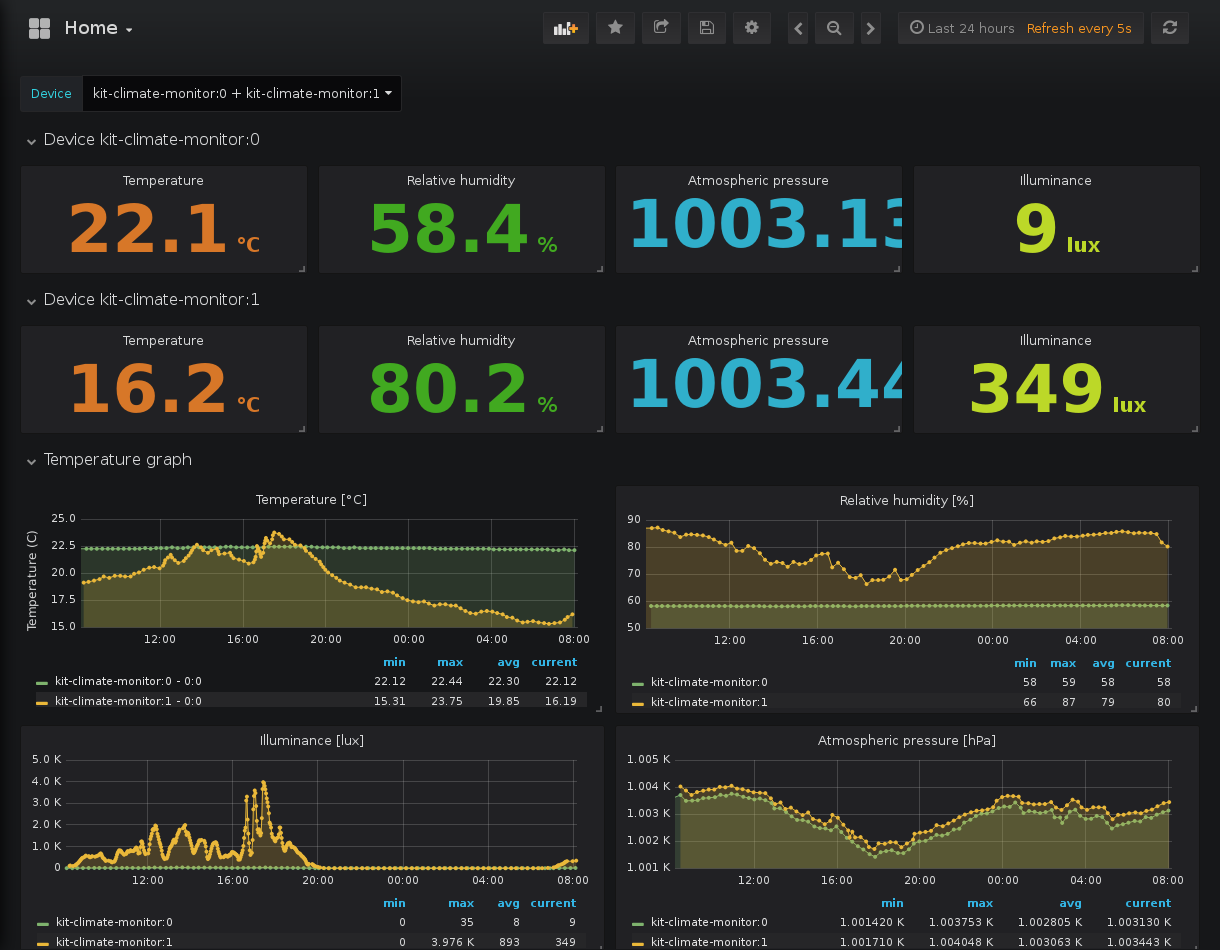 Home
Last 24 hours Refresh every 5s
Device kit-climate-monitor:0 + kit-climate-monitor:1
Device kit-climate-monitor:0
Temperature Relative humidity Atmospheric pressure Illuminance
22.1 °C 58.4 % 1003.13 9 lux
Device kit-climate-monitor:1
Temperature Relative humidity Atmospheric pressure Illuminance
16.2 °C 80.2 % 1003.44 349 lux
Temperature graph
Temperature [°C]
Temperature (C)
25.0
22.5
20.0
17.5
15.0
12:00 16:00 20:00 00:00 04:00 08:00
min max avg current
kit-climate-monitor:0 - 0:0 22.12 22.44 22.30 22.12
kit-climate-monitor:1 - 0:0 15.31 23.75 19.85 16.19
Relative humidity [%]
90
80
70
60
50
12:00 16:00 20:00 00:00 04:00 08:00
min max avg current
kit-climate-monitor:0 58 59 58 58
kit-climate-monitor:1 66 87 79 80
Illuminance [lux]
5.0 K
4.0 K
3.0 K
2.0 K
1.0 K
0
12:00 16:00 20:00 00:00 04:00 08:00
min max avg current
kit-climate-monitor:0 0 35 8 9
kit-climate-monitor:1 0 3.976 K 893 349
Atmospheric pressure [hPa]
1.005 K
1.004 K
1.003 K
1.002 K
1.001 K
12:00 16:00 20:00 00:00 04:00 08:00
min max avg current
kit-climate-monitor:0 1.001420 K 1.003753 K 1.002805 K 1.003130 K
kit-climate-monitor:1 1.001710 K 1.004048 K 1.003063 K 1.003443 K